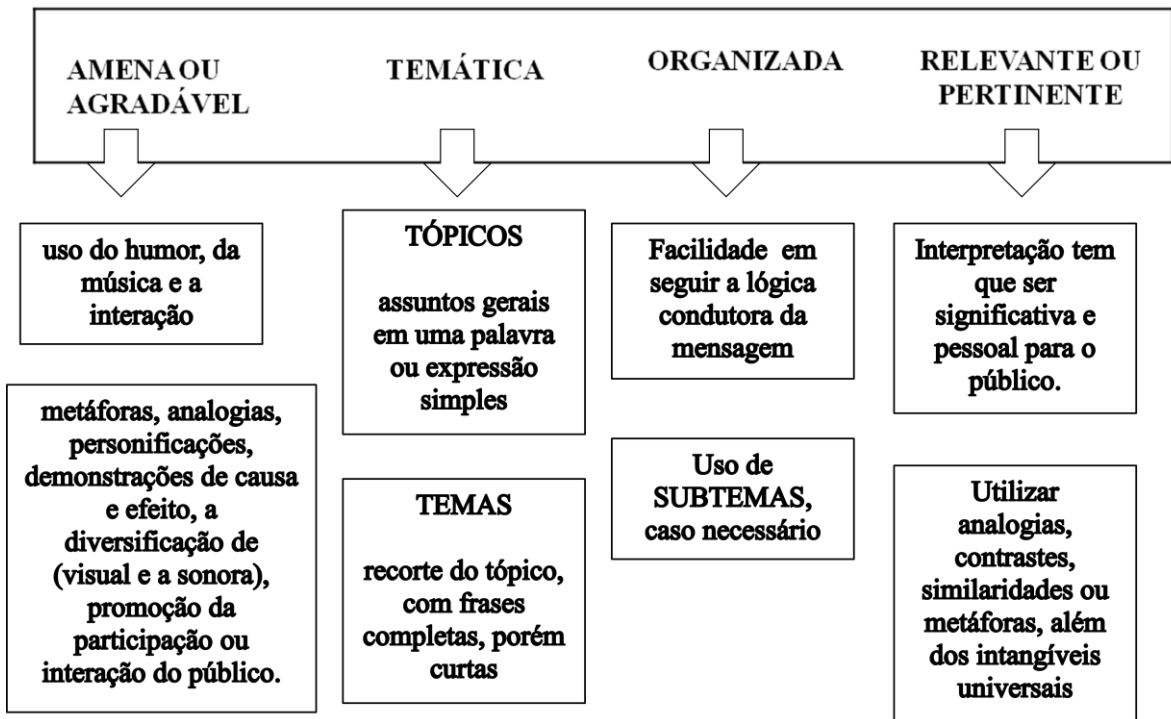 AMENA OU
AGRADÁVEL
TEMÁTICA
ORGANIZADA
RELEVANTE OU
PERTINENTE
uso do humor, da
música e a
interação
metáforas, analogias,
personificações,
demonstrações de causa
e efeito, a
diversificação de
(visual e a sonora),
promoção da
participação ou
interação do público.
TÓPICOS
assuntos gerais
em uma palavra
ou expressão
simples
TEMAS
recorte do tópico,
com frases
completas, porém
curtas
Facilidade em
seguir a lógica
condutora da
mensagem
Uso de
SUBTEMAS,
caso necessário
Interpretação tem
que ser
significativa e
pessoal para o
público.
Utilizar
analogias,
contrastes,
similaridades ou
metáforas, além
dos intangíveis
universais